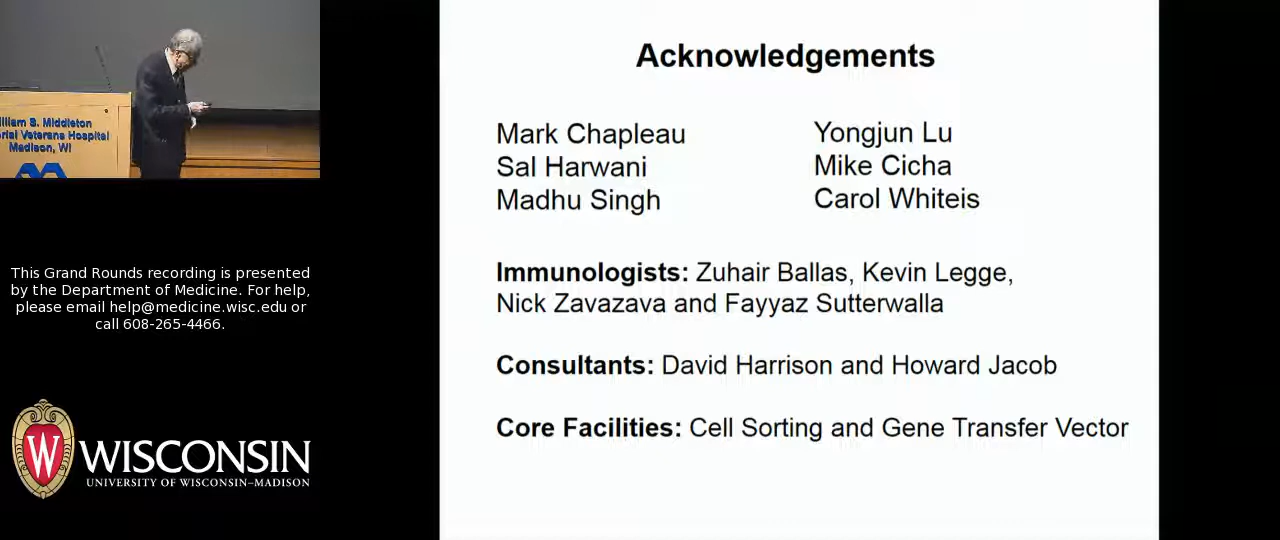 William S. Middleton
Memorial Veterans Hospital
Madison, WI
This Grand Rounds recording is presented
by the Department of Medicine. For help,
please email help@medicine.wisc.edu or
call 608-265-4466.
W
WISCONSIN
UNIVERSITY OF WISCONSIN–MADISON
Acknowledgements
Mark Chapleau
Sal Harwani
Madhu Singh
Yongjun Lu
Mike Cicha
Carol Whiteis
Immunologists: Zuhair Ballas, Kevin Legge,
Nick Zavazava and Fayyaz Sutterwalla
Consultants: David Harrison and Howard Jacob
Core Facilities: Cell Sorting and Gene Transfer Vector